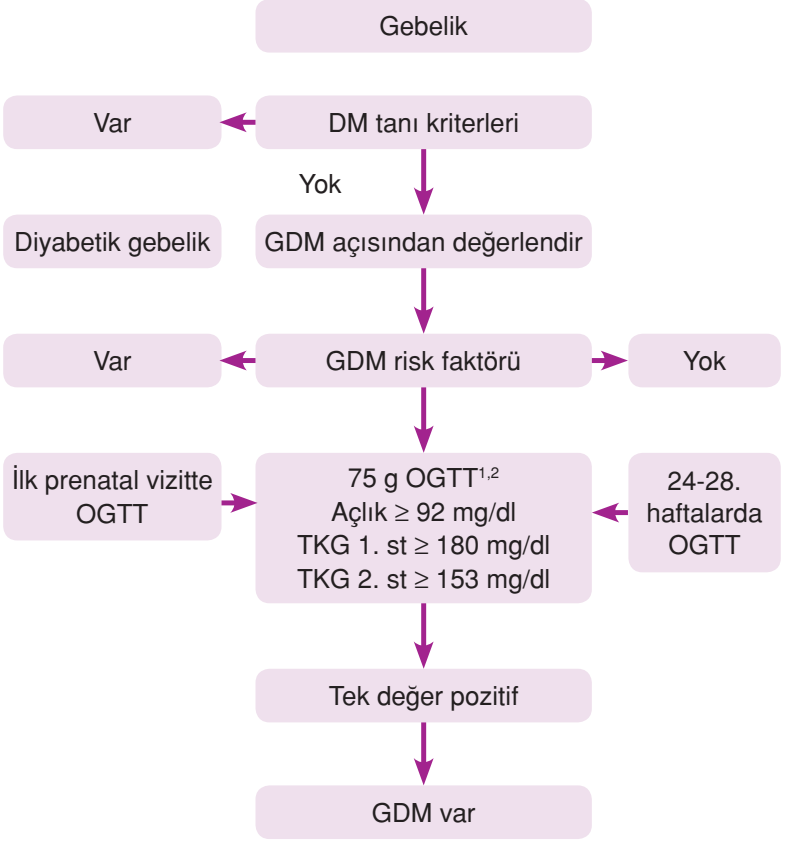 Gebelik
Var
DM tanı kriterleri
Yok
Diyabetik gebelik
GDM açısından değerlendir
Var
GDM risk faktörü
Yok
İlk prenatal vizitte
OGTT
75 g OGTT1,2
Açlık ≥ 92 mg/dl
TKG 1. st ≥ 180 mg/dl
TKG 2. st ≥ 153 mg/dl
24-28.
haftalarda
OGTT
Tek değer pozitif
GDM var